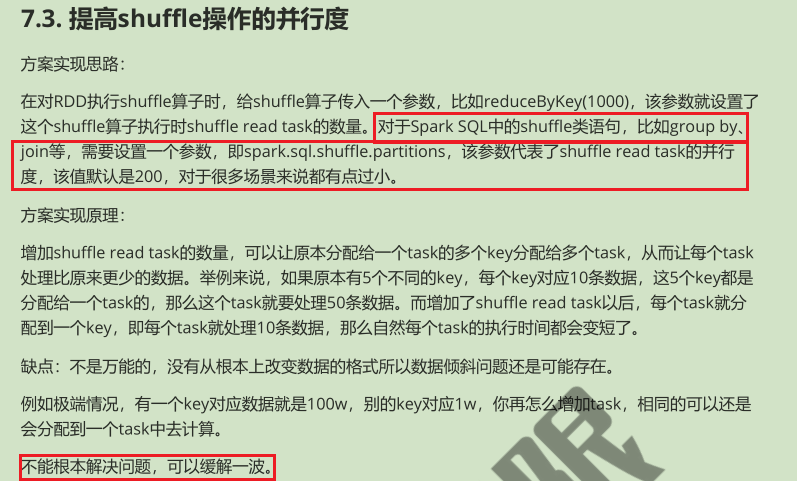 7.3. 提高shuffle操作的并行度
方案实现思路：
在对RDD执行shuffle算子时，给shuffle算子传入一个参数，比如reduceByKey(1000)，该参数就设置了
这个shuffle算子执行时shuffle read task的数量。对于Spark SQL中的shuffle类语句，比如group by、
join等，需要设置一个参数，即spark.sql.shuffle.partitions，该参数代表了shuffle read task的并行
度，该值默认是200，对于很多场景来说都有点过小。
方案实现原理：
增加shuffle read task的数量，可以让原本分配给一个task的多个key分配给多个task，从而让每个task
处理比原来更少的数据。举例来说，如果原本有5个不同的key，每个key对应10条数据，这5个key都是
分配给一个task的，那么这个task就要处理50条数据。而增加了shuffle read task以后，每个task就分
配到一个key，即每个task就处理10条数据，那么自然每个task的执行时间都会变短了。
缺点：不是万能的，没有从根本上改变数据的格式所以数据倾斜问题还是可能存在。
例如极端情况，有一个key对应数据就是100w，别的key对应1w，你再怎么增加task，相同的可以还是
会分配到一个task中去计算。
不能根本解决问题，可以缓解一波。
限